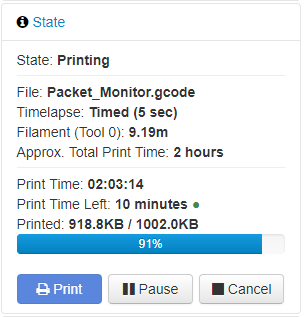 State
State: Printing
File: Packet_Monitor.gcode
Timelapse: Timed (5 sec)
Filament (Tool 0): 9.19m
Approx. Total Print Time: 2 hours
Print Time: 02:03:14
Print Time Left: 10 minutes
Printed: 918.8KB / 1002.0KB
91%
Print Pause Cancel